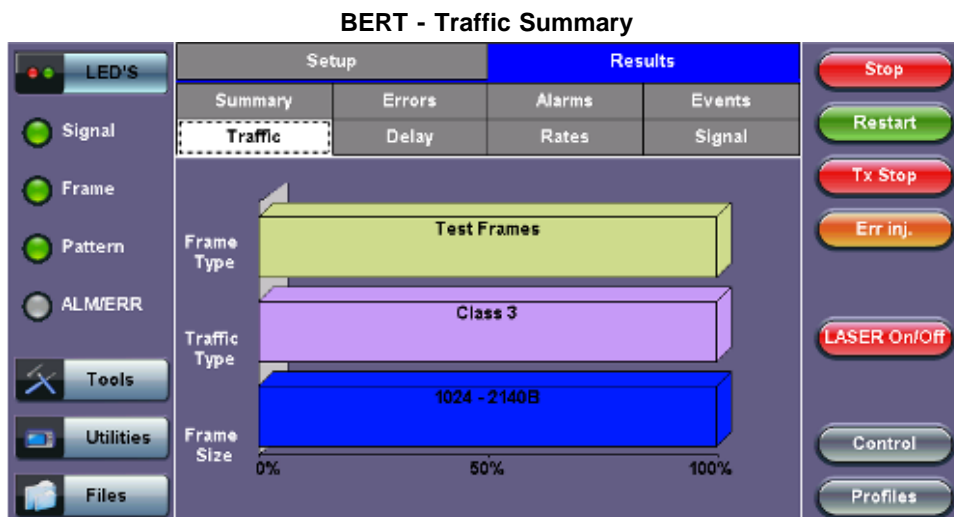 BERT - Traffic Summary
LED'S
Setup
Results
Stop
Summary
Errors
Alarms
Events
Restart
Signal
Traffic
Delay
Rates
Signal
Tx Stop
Frame
Test Frames
Err inj.
Frame
Type
Pattern
ALM/ERR
Class 3
Traffic
Type
LASER On/Off
Tools
1024 - 2140B
Utilities
Frame
Size
Control
0%
50%
100%
Files
Profiles